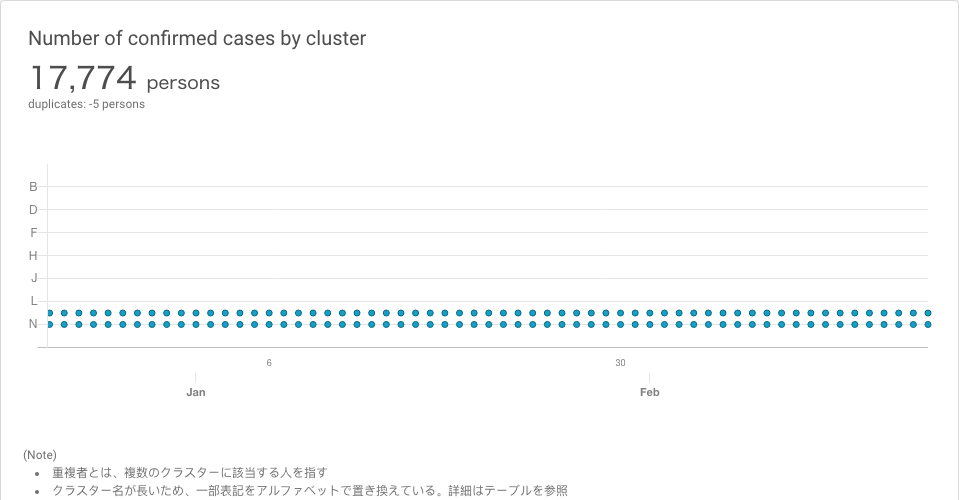 Number of confirmed cases by cluster
17,774 persons
duplicates: -5 persons
B
D
F
H
J
L
N
6 30
Jan Feb
(Note)
• 重複者とは、複数のクラスターに該当する人を指す
• クラスター名が長いため、一部表記をアルファベットで置き換えている。詳細はテーブルを参照